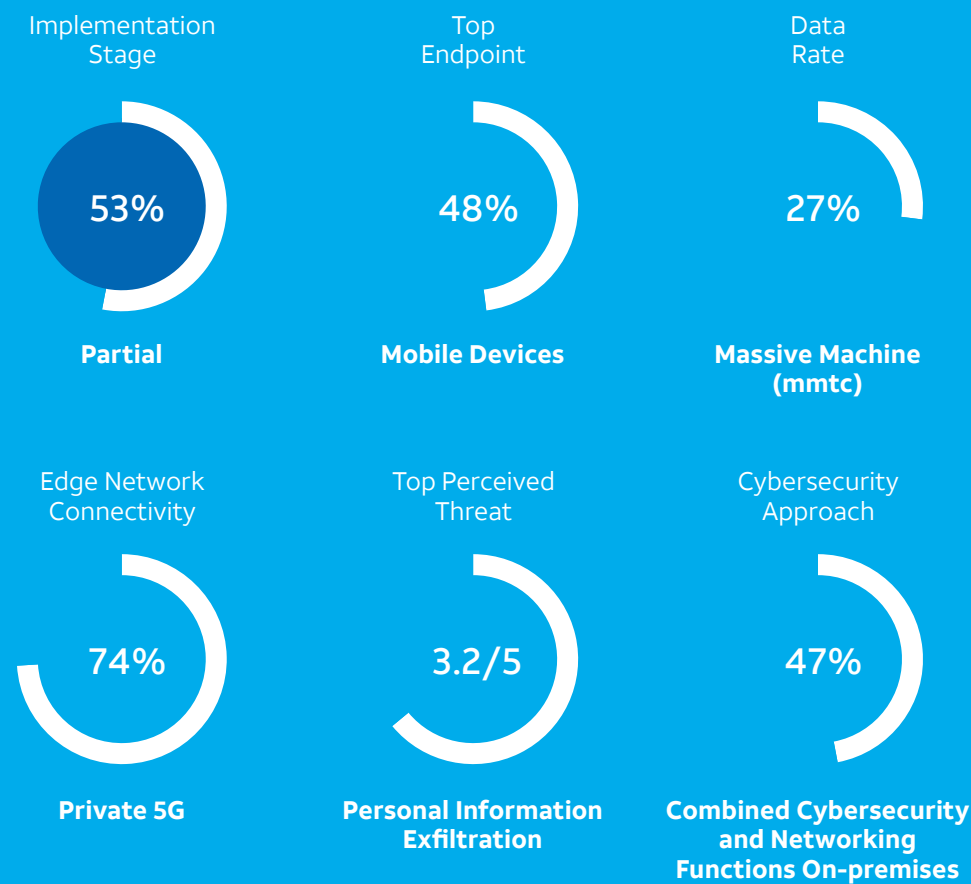 Implementation
Stage
53%
Partial
Top
Endpoint
48%
Mobile Devices
Data
Rate
27%
Massive Machine
(mmtc)
Edge Network
Connectivity
74%
Private 5G
Top Perceived
Threat
3.2/5
Personal Information
Exfiltration
Cybersecurity
Approach
47%
Combined Cybersecurity
and Networking
Functions On-premises